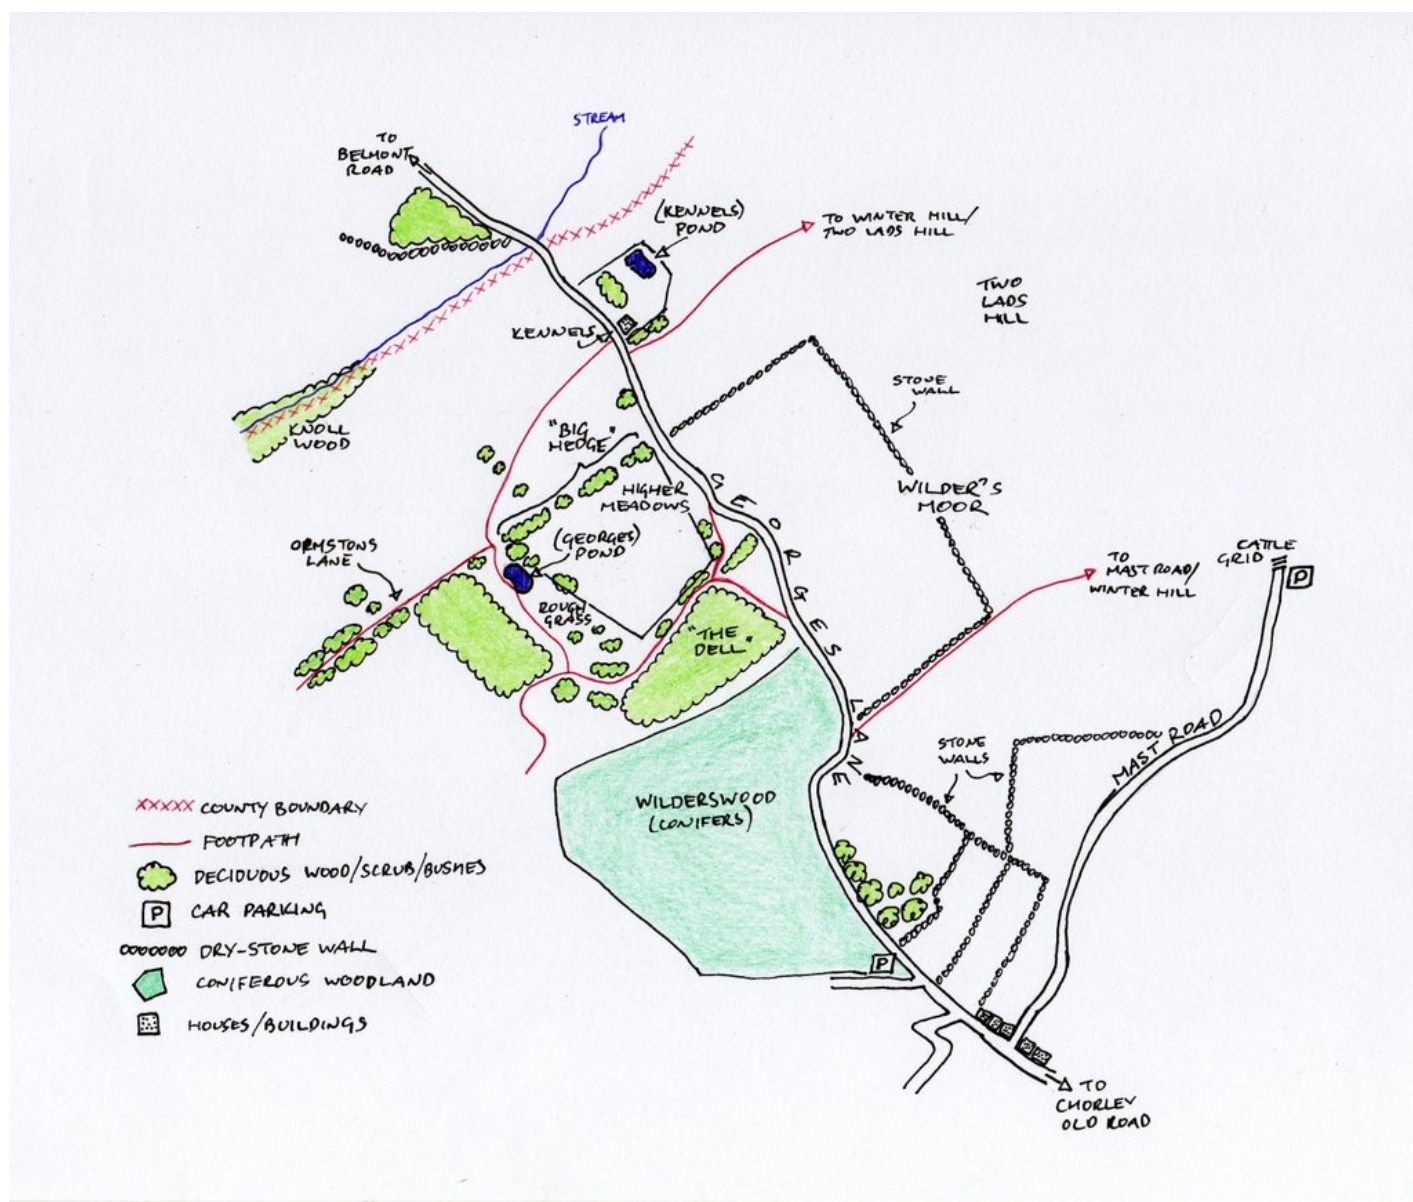 STREAM
TO
BELMONT
ROAD
(KENNELS)
POND
TO WINTER HILL/
TWO LADS HILL
TWO
LADS
HILL
KENNELS
STONE
WALL
KNOLL
WOOD
"BIG
HEDGE"
HIGHER
MEADOWS
WILDER'S
MOOR
GEORGES LANE
ORMSTONS
LANE
(GEORGES)
POND
ROUGH
GRASS
"THE
DELL"
TO
MAST ROAD/
WINTER HILL
CATTLE
GRID
P
STONE
WALLS
MAST ROAD
WILDERSWOOD
(CONIFERS)
P
XXXXX COUNTY BOUNDARY
FOOTPATH
DECIDUOUS WOOD/SCRUB/BUSHES
P CAR PARKING
DRY-STONE WALL
CONIFEROUS WOODLAND
HOUSES/BUILDINGS
TO
CHORLEY
OLD ROAD